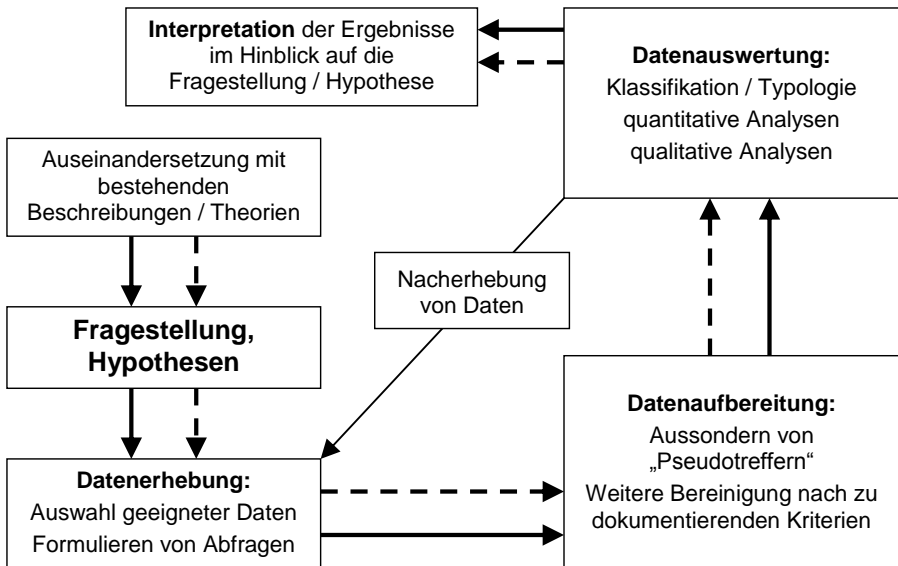 Interpretation der Ergebnisse
im Hinblick auf die
Fragestellung / Hypothese
Datenauswertung:
Klassifikation / Typologie
quantitative Analysen
qualitative Analysen
Auseinandersetzung mit
bestehenden
Beschreibungen / Theorien
Nacherhebung
von Daten
Fragestellung,
Hypothesen
Datenerhebung:
Auswahl geeigneter Daten
Formulieren von Abfragen
Datenaufbereitung:
Aussondern von
„Pseudotreffern“
Weitere Bereinigung nach zu
dokumentierenden Kriterien